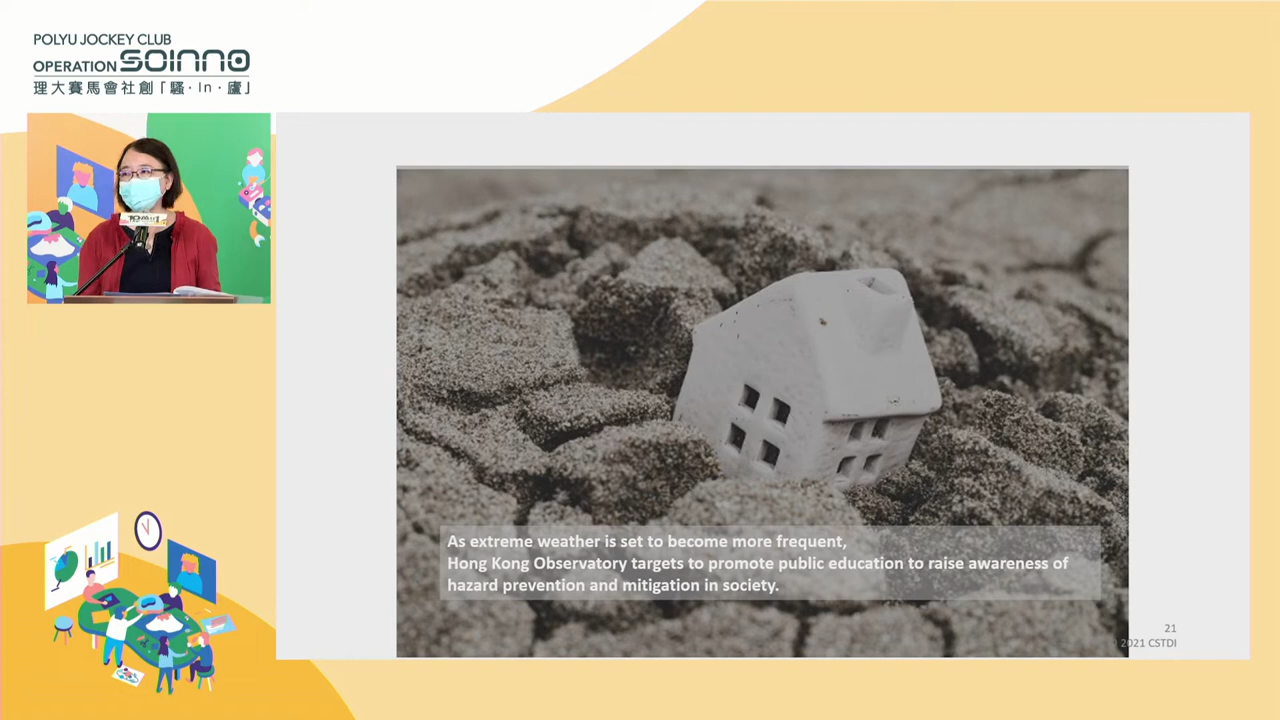 POLYU JOCKEY CLUB
OPERATION SOINNO
理大賽馬會社創「騷·In·廬」
As extreme weather is set to become more frequent,
Hong Kong Observatory targets to promote public education to raise awareness of
hazard prevention and mitigation in society.
21
2021 CSTDI